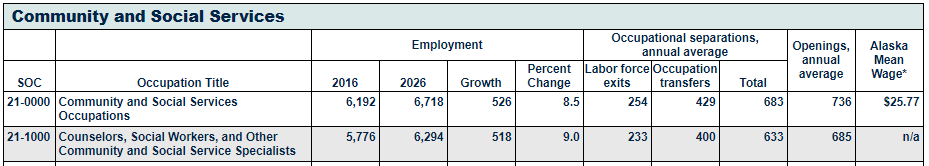 Community and Social Services
Employment
Occupational separations,
annual average
Openings,
annual
average
Alaska
Mean
Wage*
SOC Occupation Title 2016 2026 Growth Percent
Change Labor force
exits Occupation
transfers Total
21-0000 Community and Social Services
Occupations 6,192 6,718 526 8.5 254 429 683 736 $25.77
21-1000 Counselors, Social Workers, and Other
Community and Social Service Specialists 5,776 6,294 518 9.0 233 400 633 685 n/a